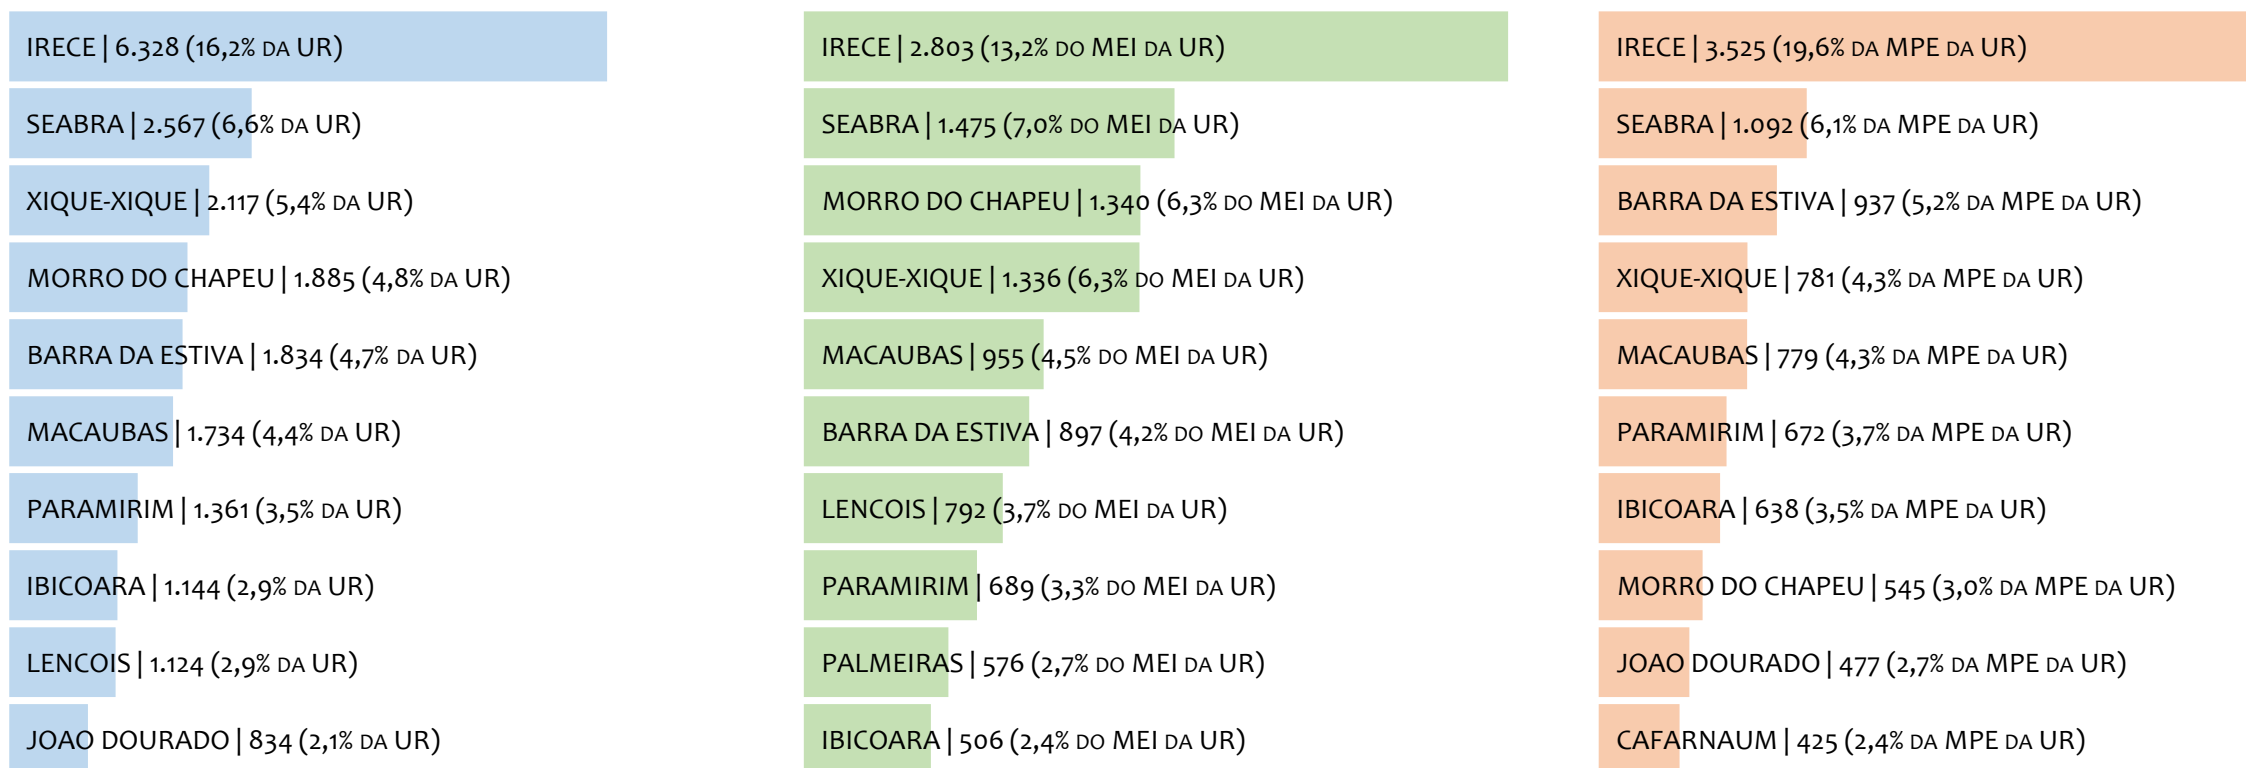 IRECE | 6.328 (16,2% DA UR)
SEABRA | 2.567 (6,6% DA UR)
XIQUE-XIQUE | 2.117 (5,4% DA UR)
MORRO DO CHAPEU | 1.885 (4,8% DA UR)
BARRA DA ESTIVA | 1.834 (4,7% DA UR)
MACAUBAS | 1.734 (4,4% DA UR)
PARAMIRIM | 1.361 (3,5% DA UR)
IBICOARA | 1.144 (2,9% DA UR)
LENCOIS | 1.124 (2,9% DA UR)
JOAO DOURADO | 834 (2,1% DA UR)
IRECE | 2.803 (13,2% DO MEI DA UR)
SEABRA | 1.475 (7,0% DO MEI DA UR)
MORRO DO CHAPEU | 1.340 (6,3% DO MEI DA UR)
XIQUE-XIQUE | 1.336 (6,3% DO MEI DA UR)
MACAUBAS | 955 (4,5% DO MEI DA UR)
BARRA DA ESTIVA | 897 (4,2% DO MEI DA UR)
LENCOIS | 792 (3,7% DO MEI DA UR)
PARAMIRIM | 689 (3,3% DO MEI DA UR)
PALMEIRAS | 576 (2,7% DO MEI DA UR)
IBICOARA | 506 (2,4% DO MEI DA UR)
IRECE | 3.525 (19,6% DA MPE DA UR)
SEABRA | 1.092 (6,1% DA MPE DA UR)
BARRA DA ESTIVA | 937 (5,2% DA MPE DA UR)
XIQUE-XIQUE | 781 (4,3% DA MPE DA UR)
MACAUBAS | 779 (4,3% DA MPE DA UR)
PARAMIRIM | 672 (3,7% DA MPE DA UR)
IBICOARA | 638 (3,5% DA MPE DA UR)
MORRO DO CHAPEU | 545 (3,0% DA MPE DA UR)
JOAO DOURADO | 477 (2,7% DA MPE DA UR)
CAFARNAUM | 425 (2,4% DA MPE DA UR)